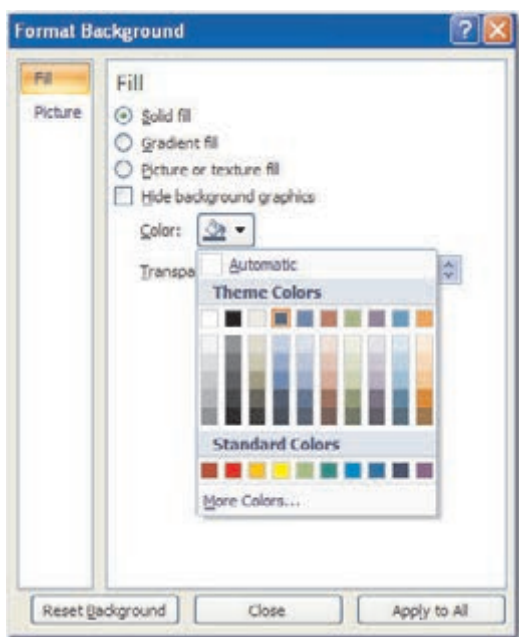 Format Background
Fill
Picture
Fill
Solid fill
Gradient fill
Picture or texture fill
Hide background graphics
Color:
Transpa
Automatic
Theme Colors
Standard Colors
More Colors...
Reset Background
Close
Apply to All